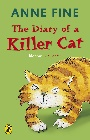 ANNE FINE
The Diary of a
Killer Cat